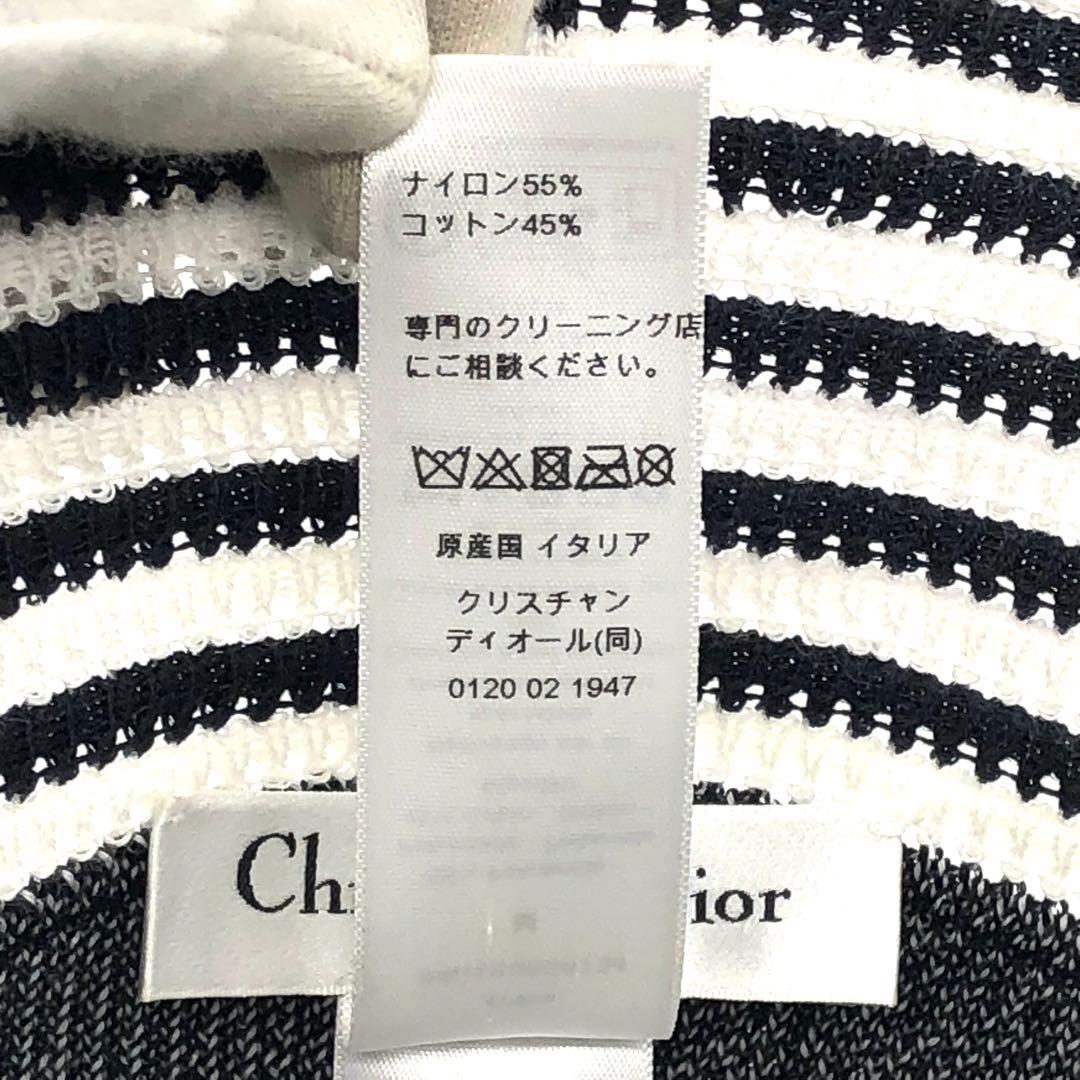 ナイロン55%
コットン45%
専門のクリーニング店
にご相談ください。
原産国 イタリア
クリスチャン
ディオール(同)
0120 02 1947
Ch ior